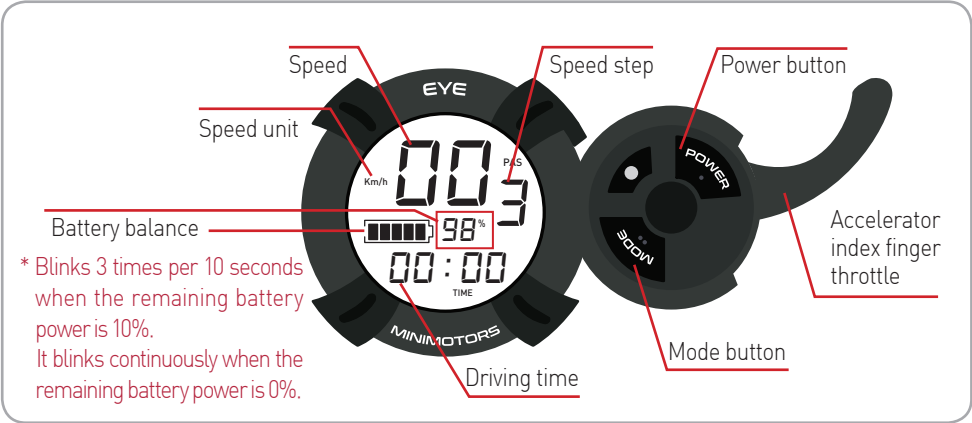 Speed
Speed step
Power button
Speed unit
EYE
00
PAS
Km/h
3
POWER
Battery balance
98%
Accelerator
index finger
throttle
* Blinks 3 times per 10 seconds
when the remaining battery
power is 10%.
It blinks continuously when the
remaining battery power is 0%.
00 : 00
TIME
MODE
MINIMOTORS
Mode button
Driving time